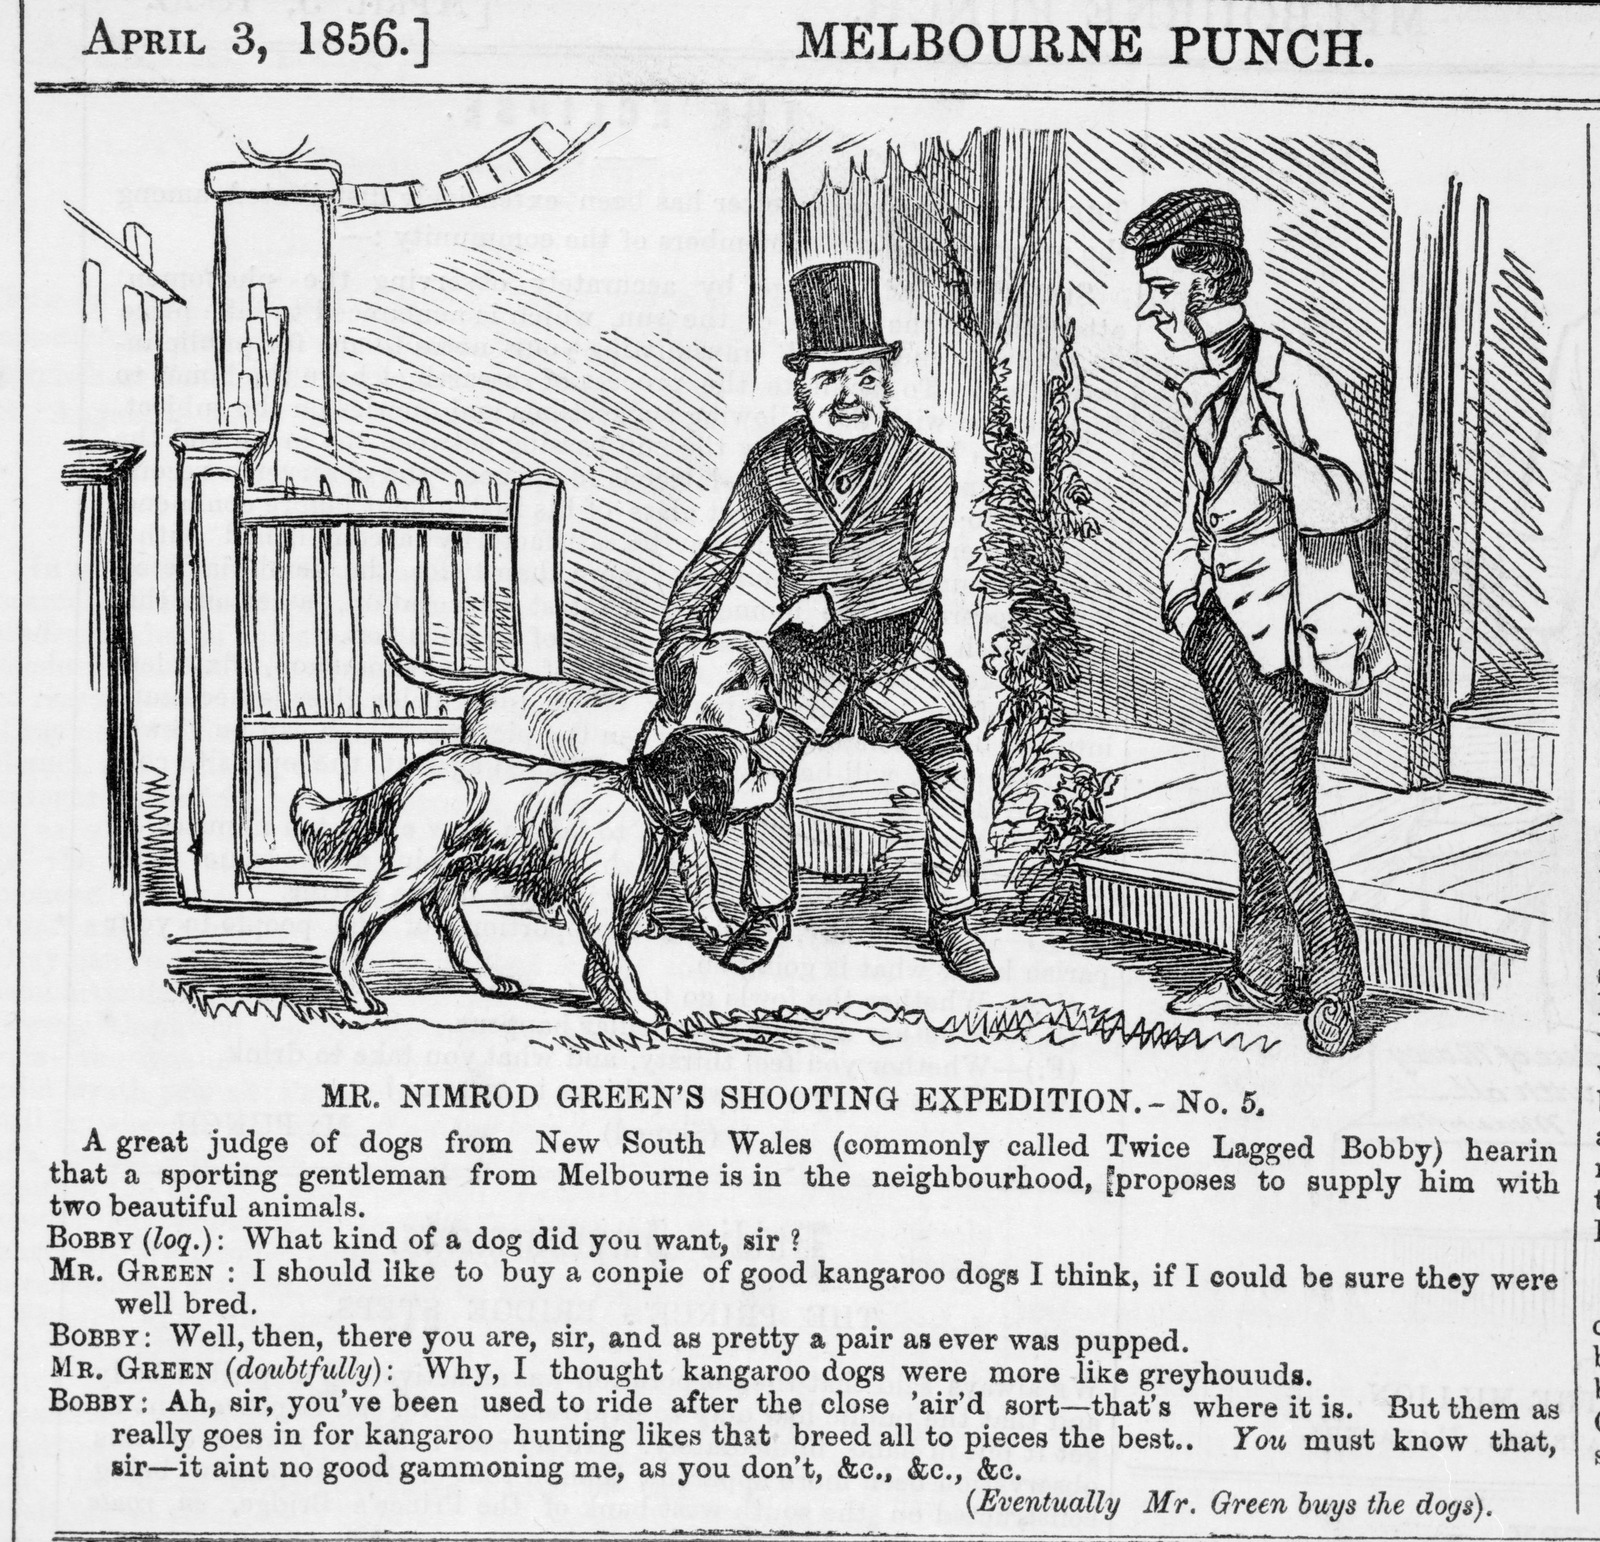 APRIL 3, 1856.] MELBOURNE PUNCH.
MR. NIMROD GREEN'S SHOOTING EXPEDITION.- No. 5.
A great judge of dogs from New South Wales (commonly called Twice Lagged Bobby) hearin
that a sporting gentleman from Melbourne is in the neighbourhood, proposes to supply him with
two beautiful animals.
BOBBY (loq.): What kind of a dog did you want, sir ?
MR. GREEN : I should like to buy a conple of good kangaroo dogs I think, if I could be sure they were
well bred.
BOBBY: Well, then, there you are, sir, and as pretty a pair as ever was pupped.
MR. GREEN (doubtfully): Why, I thought kangaroo dogs were more like greyhouuds.
BOBBY: Ah, sir, you've been used to ride after the close 'air'd sort—that's where it is. But them as
really goes in for kangaroo hunting likes that breed all to pieces the best.. You must know that,
sir—it aint no good gammoning me, as you don't, &c., &c., &c.
(Eventually Mr. Green buys the dogs).